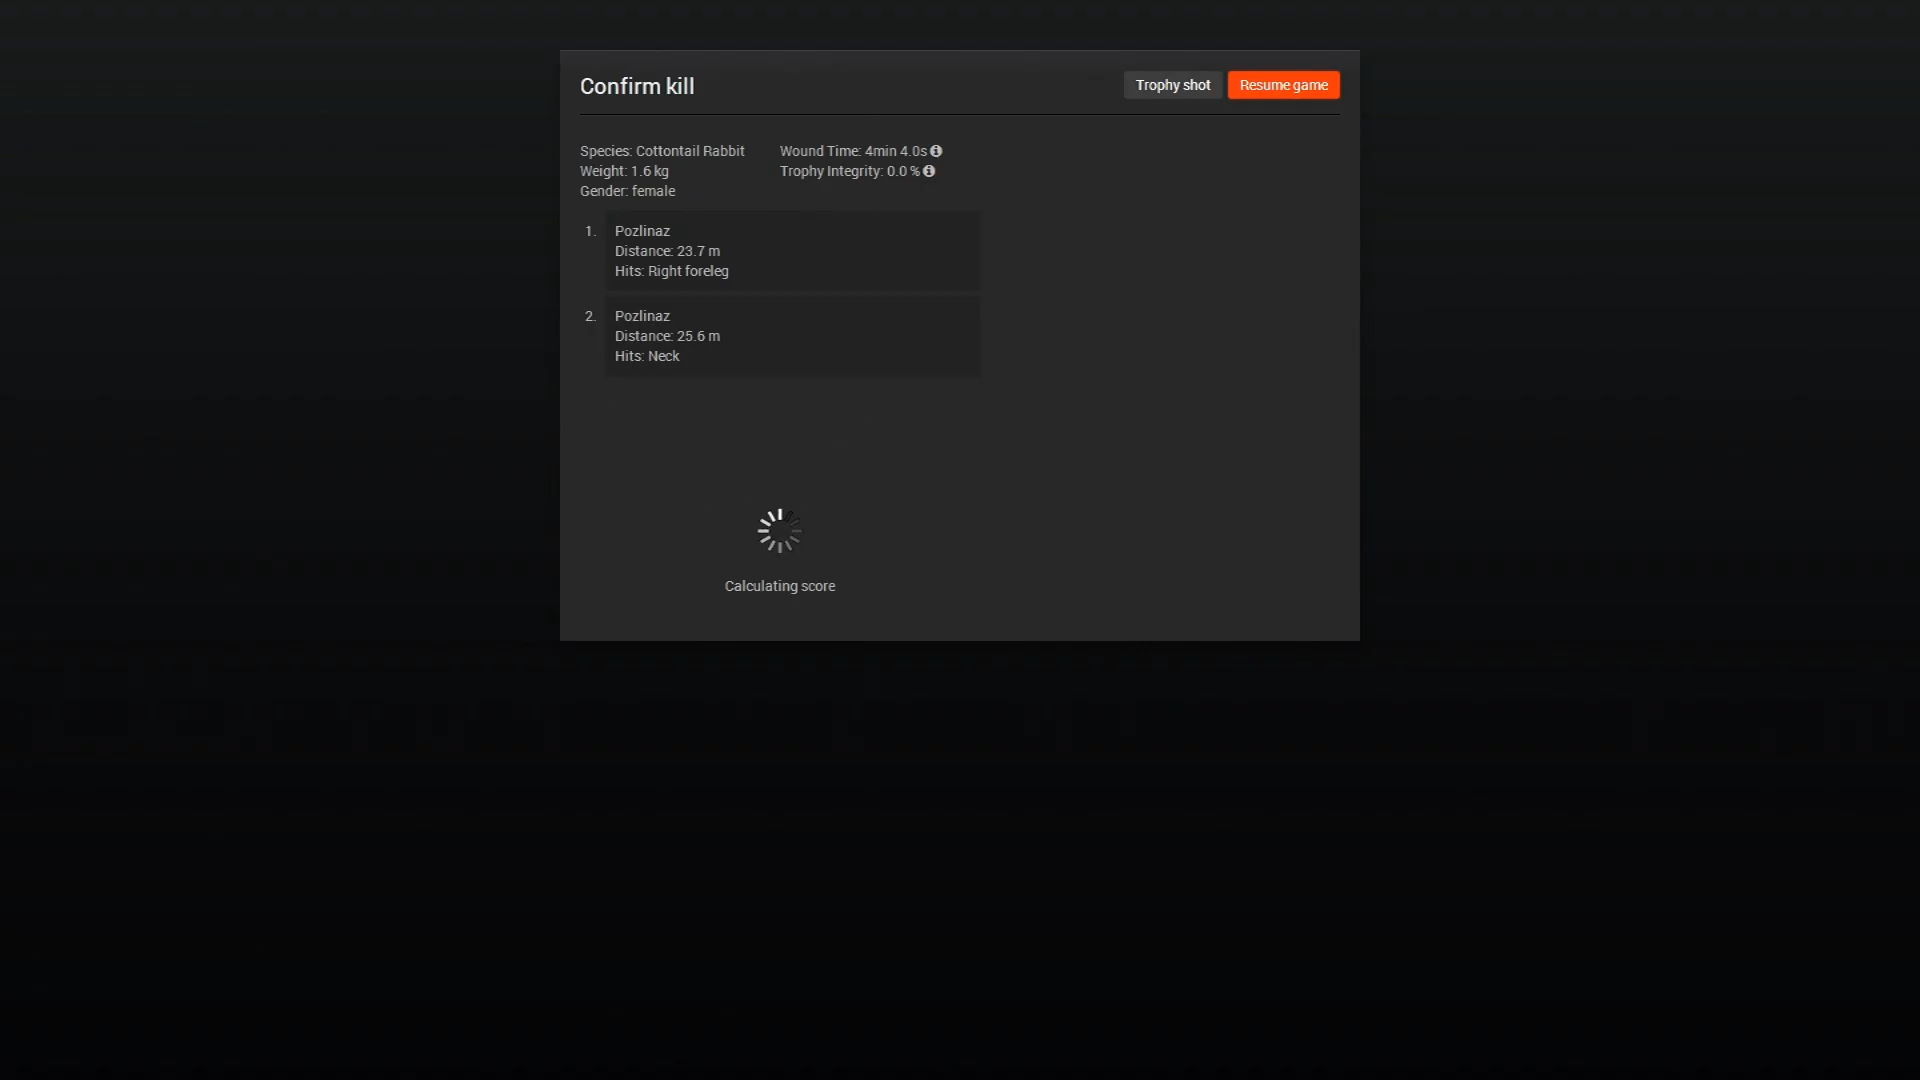 Confirm kill
Trophy shot
Resume game
Species: Cottontail Rabbit
Weight: 1.6 kg
Gender: female
Wound Time: 4min 4.0s
Trophy Integrity: 0.0 %
1.
Pozlinaz
Distance: 23.7 m
Hits: Right foreleg
2.
Pozlinaz
Distance: 25.6 m
Hits: Neck
Calculating score